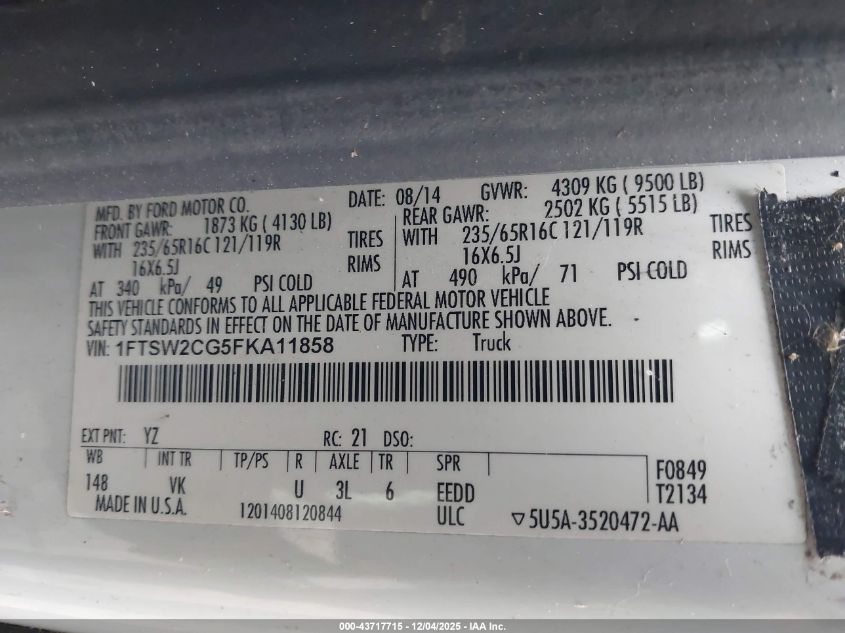 MFD. BY FORD MOTOR CO. DATE: 08/14 GVWR: 4309 KG ( 9500 LB)
FRONT GAWR: 1873 KG ( 4130 LB) REAR GAWR: 2502 KG ( 5515 LB)
WITH 235/65R16C 121/119R TIRES WITH 235/65R16C 121/119R TIRES
16X6.5J RIMS 16X6.5J RIMS
AT 340 kPa/ 49 PSI COLD AT 490 kPa/ 71 PSI COLD
THIS VEHICLE CONFORMS TO ALL APPLICABLE FEDERAL MOTOR VEHICLE
SAFETY STANDARDS IN EFFECT ON THE DATE OF MANUFACTURE SHOWN ABOVE.
VIN: 1FTSW2CG5FKA11858 TYPE: Truck
EXT PNT: YZ RC: 21 DSO:
WB INT TR TP/PS R AXLE TR SPR F0849
148 VK U 3L 6 EEDD T2134
MADE IN U.S.A. 1201408120844 ULC ▽5U5A-3520472-AA
000-43717715 - 12/04/2025 - IAA Inc.